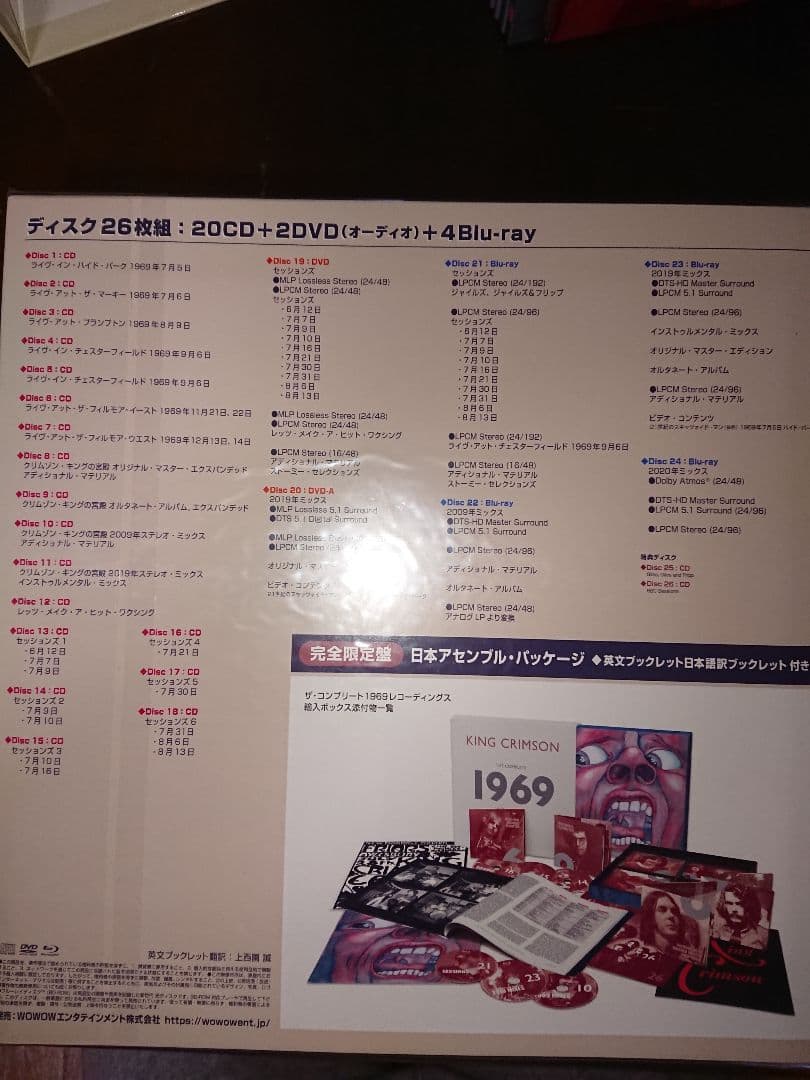 ディスク26枚組：20CD＋2DVD(オーディオ)＋4Blu-ray
◆Disc 1：CD
ライヴ・イン・ハイド・パーク 1969年7月5日
◆Disc 2：CD
ライヴ・アット・ザ・マーキー 1969年7月6日
◆Disc 3：CD
ライヴ・アット・プランプトン 1969年8月9日
◆Disc 4：CD
ライヴ・イン・チェスターフィールド 1969年9月6日
◆Disc 5：CD
ライヴ・イン・チェスターフィールド 1969年9月6日
◆Disc 6：CD
ライヴ・アット・ザ・フィルモア・イースト 1969年11月21日, 22日
◆Disc 7：CD
ライヴ・アット・ザ・フィルモア・ウエスト 1969年12月13日, 14日
◆Disc 8：CD
クリムゾン・キングの宮殿 オリジナル・マスター・エクスパンデッド
アディショナル・マテリアル
◆Disc 9：CD
クリムゾン・キングの宮殿 オルタネート・アルバム, エクスパンデッド
◆Disc 10：CD
クリムゾン・キングの宮殿 2009年ステレオ・ミックス
アディショナル・マテリアル
◆Disc 11：CD
クリムゾン・キングの宮殿 2019年ステレオ・ミックス
インストゥルメンタル・ミックス
◆Disc 12：CD
レッツ・メイク・ア・ヒット・ワクシング
◆Disc 13：CD
セッションズ 1
・6月12日
・7月7日
・7月9日
◆Disc 14：CD
セッションズ 2
・7月9日
・7月10日
◆Disc 15：CD
セッションズ 3
・7月10日
・7月16日
◆Disc 16：CD
セッションズ 4
・7月21日
◆Disc 17：CD
セッションズ 5
・7月30日
◆Disc 18：CD
セッションズ 6
・7月31日
・8月6日
・8月13日
◆Disc 19：DVD
セッションズ
●MLP Lossless Stereo (24/48)
●LPCM Stereo (24/48)
セッションズ
・6月12日
・7月7日
・7月9日
・7月10日
・7月16日
・7月21日
・7月30日
・7月31日
・8月6日
・8月13日
●MLP Lossless Stereo (24/48)
●LPCM Stereo (24/48)
レッツ・メイク・ア・ヒット・ワクシング
●LPCM Stereo (16/48)
アディショナル・マテリアル
ストーミー・セレクションズ
◆Disc 20：DVD-A
2019年ミックス
●MLP Lossless 5.1 Surround
●DTS 5.1 Digital Surround
●MLP Lossless
●LPCM Stereo
オリジナル・マス
ビデオ・コンテンツ
◆Disc 21：Blu-ray
セッションズ
●LPCM Stereo (24/192)
ジャイルズ, ジャイルズ&フリップ
●LPCM Stereo (24/96)
セッションズ
・6月12日
・7月7日
・7月9日
・7月10日
・7月16日
・7月21日
・7月30日
・7月31日
・8月6日
・8月13日
●LPCM Stereo (24/192)
ライヴ・アット・チェスターフィールド 1969年9月6日
●LPCM Stereo (16/48)
アディショナル・マテリアル
ストーミー・セレクションズ
◆Disc 22：Blu-ray
2009年ミックス
●DTS-HD Master Surround
●LPCM 5.1 Surround
●LPCM Stereo (24/96)
アディショナル・マテリアル
オルタネート・アルバム
●LPCM Stereo (24/48)
アナログLPより変換
◆Disc 23：Blu-ray
2019年ミックス
●DTS-HD Master Surround
●LPCM 5.1 Surround
●LPCM Stereo (24/96)
インストゥルメンタル・ミックス
オリジナル・マスター・エディション
オルタネート・アルバム
●LPCM Stereo (24/96)
アディショナル・マテリアル
ビデオ・コンテンツ
◆Disc 24：Blu-ray
2020年ミックス
●Dolby Atmos® (24/48)
●DTS-HD Master Surround
●LPCM 5.1 Surround (24/96)
●LPCM Stereo (24/96)
特典ディスク
◆Disc 25：CD
◆Disc 26：CD
BBC Sessions
完全限定盤 日本アセンブル・パッケージ ◆英文ブックレット日本語訳ブックレット付き
ザ・コンプリート1969レコーディングス
輸入ボックス添付物一覧
KING CRIMSON
1969
SESSIONS
21
23
10
King
Crimson
DVD
英文ブックレット翻訳：上西園 誠
発売：WOWOWエンタテインメント株式会社 https://wowowent.jp/